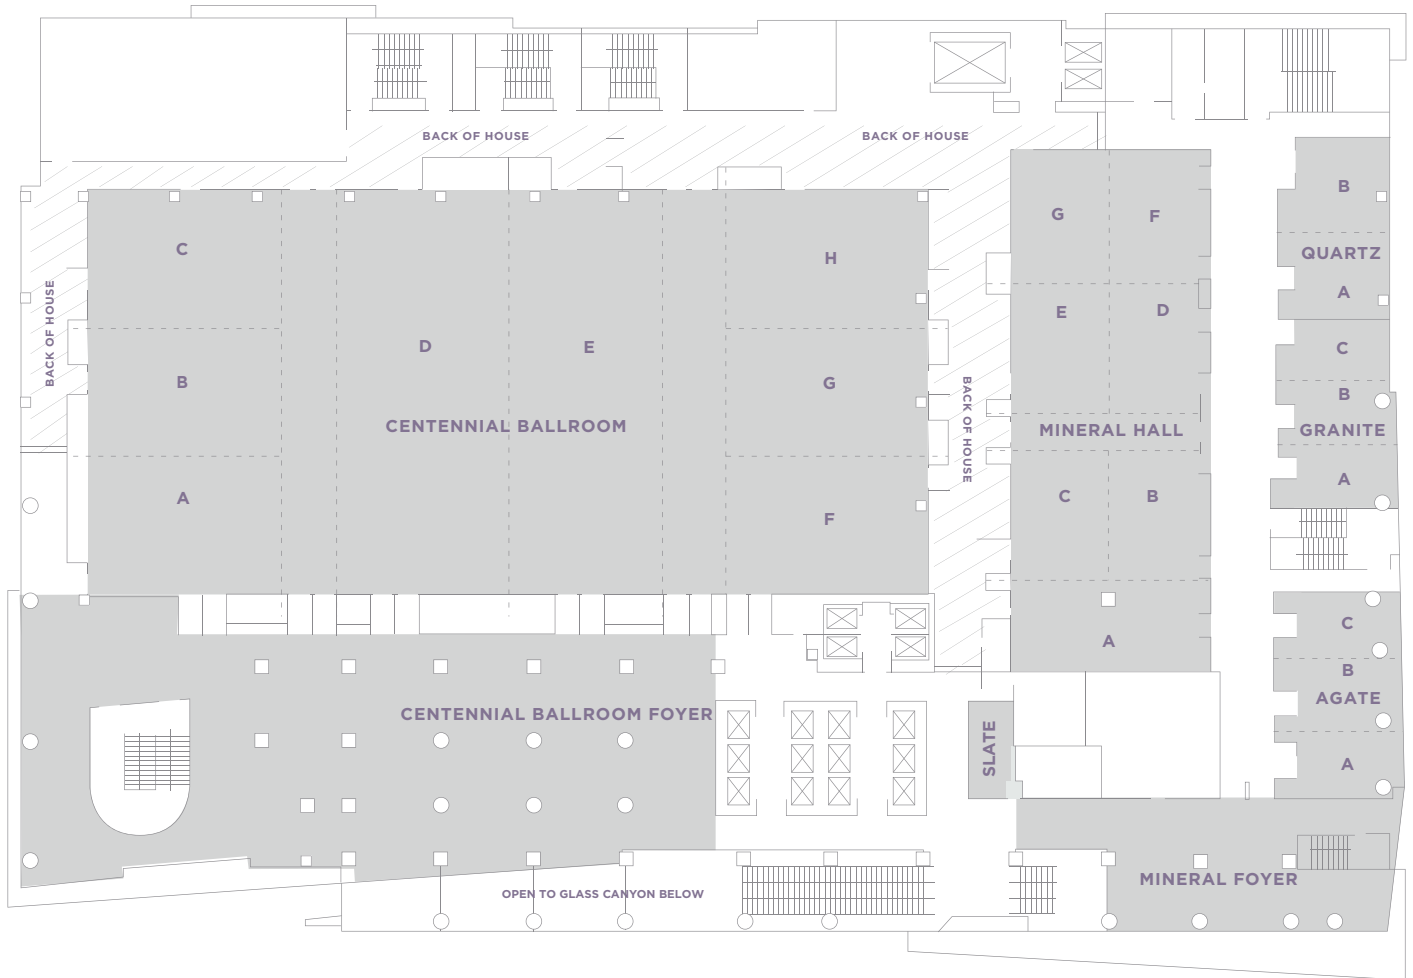 BACK OF HOUSE
BACK OF HOUSE
B
QUARTZ
A
G
F
C
H
E
D
BACK OF HOUSE
D
E
C
B
B
G
BACK OF HOUSE
CENTENNIAL BALLROOM
MINERAL HALL
GRANITE
A
A
C
B
F
C
A
B
AGATE
CENTENNIAL BALLROOM FOYER
SLATE
A
MINERAL FOYER
OPEN TO GLASS CANYON BELOW